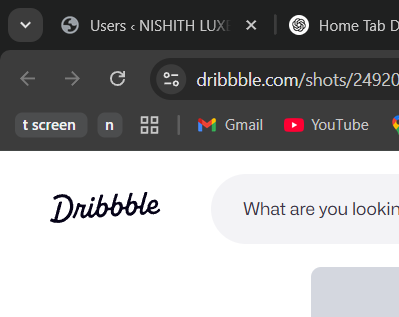 Users ‹ NISHITH LUXE Home Tab D
dribbble.com/shots/24920
t screen n Gmail YouTube
Dribbble What are you lookin